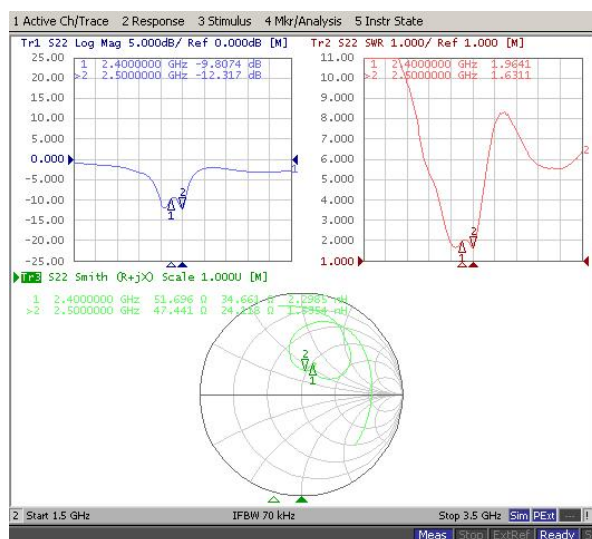 1 Active Ch/Trace 2 Response 3 Stimulus 4 Mkr/Analysis 5 Instr State
Tr1 S22 Log Mag 5.000dB/ Ref 0.000dB [M]
25.00
20.00
15.00
10.00
5.000
0.000
-5.000
-10.00
-15.00
-20.00
-25.00
1 2.4000000 GHz -9.8074 dB
>2 2.5000000 GHz -12.317 dB
2
1
1
Tr2 S22 SWR 1.000/ Ref 1.000 [M]
11.00
10.00
9.000
8.000
7.000
6.000
5.000
4.000
3.000
2.000
1.000
1 2.4000000 GHz 1.9641
>2 2.5000000 GHz 1.6311
2
2
1
Tr3 S22 Smith (R+jX) Scale 1.000U [M]
1 2.4000000 GHz 51.696 Ω 34.661 Ω
>2 2.5000000 GHz 47.441 Ω
2
1
2 Start 1.5 GHz IFBW 70 kHz Stop 3.5 GHz Sim PExt --- !
Meas Stop ExtRef Ready S